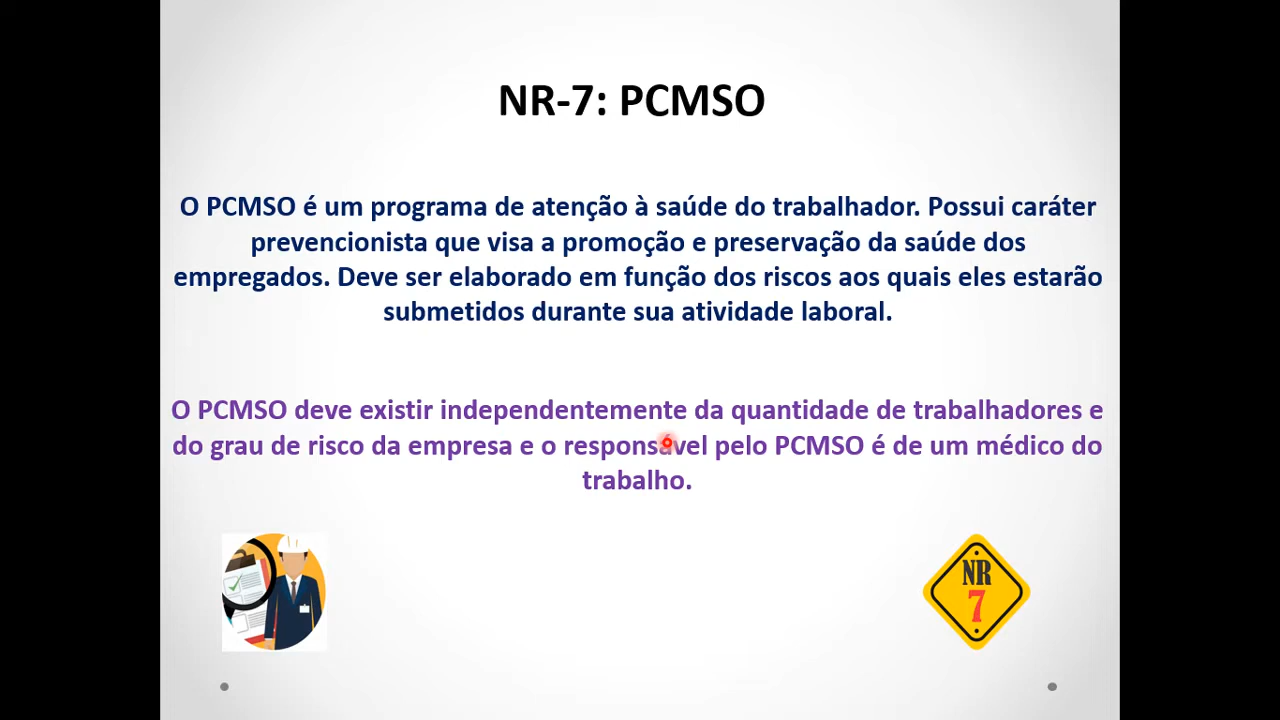 NR-7: PCMSO
O PCMSO é um programa de atenção à saúde do trabalhador. Possui caráter
prevencionista que visa a promoção e preservação da saúde dos
empregados. Deve ser elaborado em função dos riscos aos quais eles estarão
submetidos durante sua atividade laboral.
O PCMSO deve existir independentemente da quantidade de trabalhadores e
do grau de risco da empresa e o responsável pelo PCMSO é de um médico do
trabalho.
NR
7